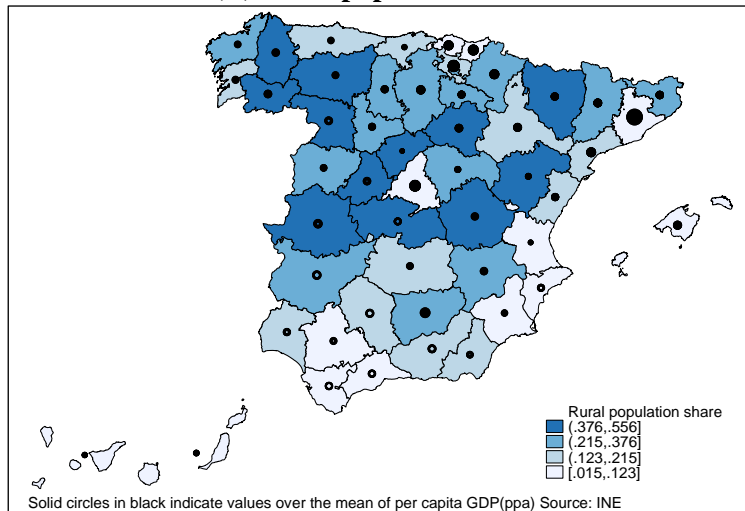 Rural population share
(.376,.556]
(.215,.376]
(.123,.215]
[.015,.123]
Solid circles in black indicate values over the mean of per capita GDP(ppa) Source: INE